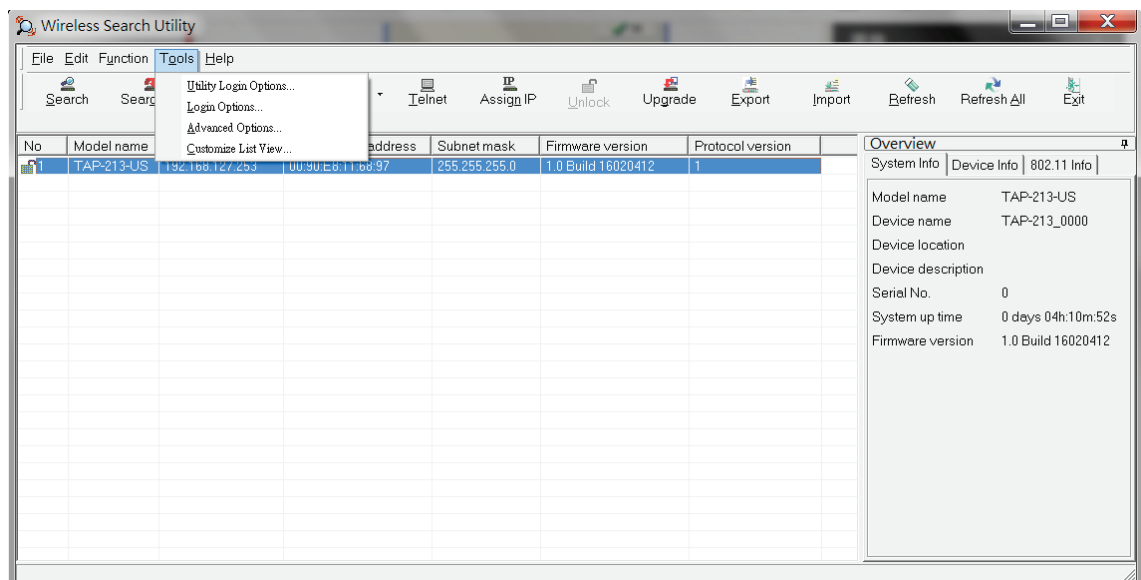 Wireless Search Utility
File Edit Function Tools Help
Search Searc Telnet Assign IP Unlock Upgrade Export Import Refresh Refresh All Exit
Utility Login Options...
Login Options...
Advanced Options...
Customize List View...
No Model name address Subnet mask Firmware version Protocol version
1 TAP-213-US 192.168.127.253 00:90:E8:11:68:97 255.255.255.0 1.0 Build 16020412 1
Overview
System Info Device Info 802.11 Info
Model name TAP-213-US
Device name TAP-213_0000
Device location
Device description
Serial No. 0
System up time 0 days 04h:10m:52s
Firmware version 1.0 Build 16020412